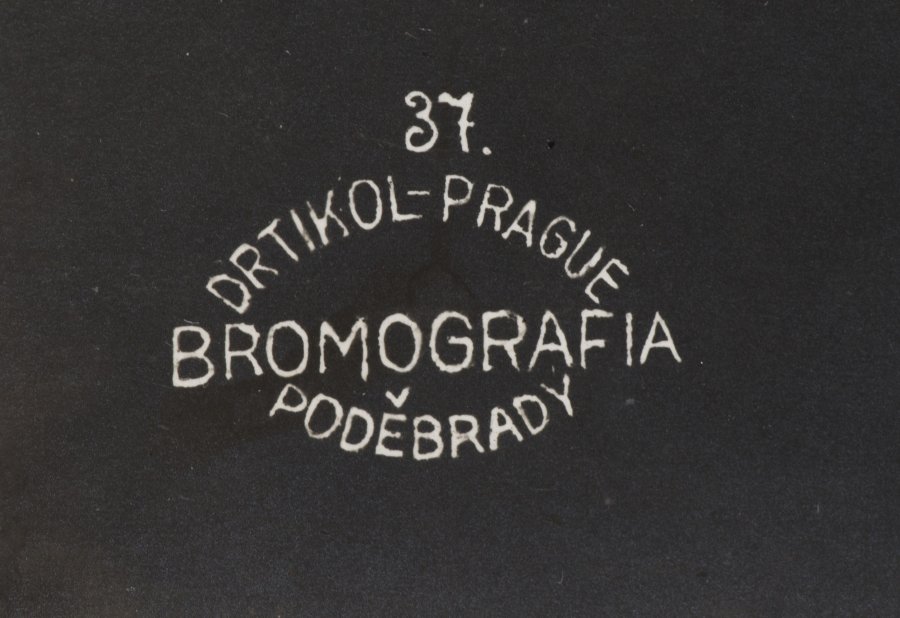 37.
DRTIKOL-PRAGUE
BROMOGRAFIA
PODĚBRADY